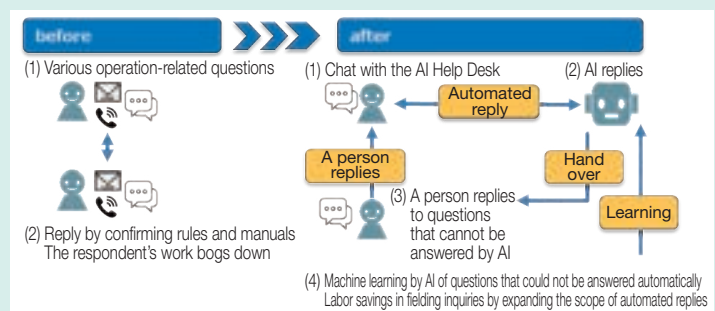 before
after
(1) Various operation-related questions
(2) Reply by confirming rules and manuals
The respondent's work bogs down
(1) Chat with the AI Help Desk
(2) AI replies
Automated
reply
A person
replies
Hand
over
(3) A person replies
to questions
that cannot be
answered by AI
Learning
(4) Machine learning by AI of questions that could not be answered automatically
Labor savings in fielding inquiries by expanding the scope of automated replies